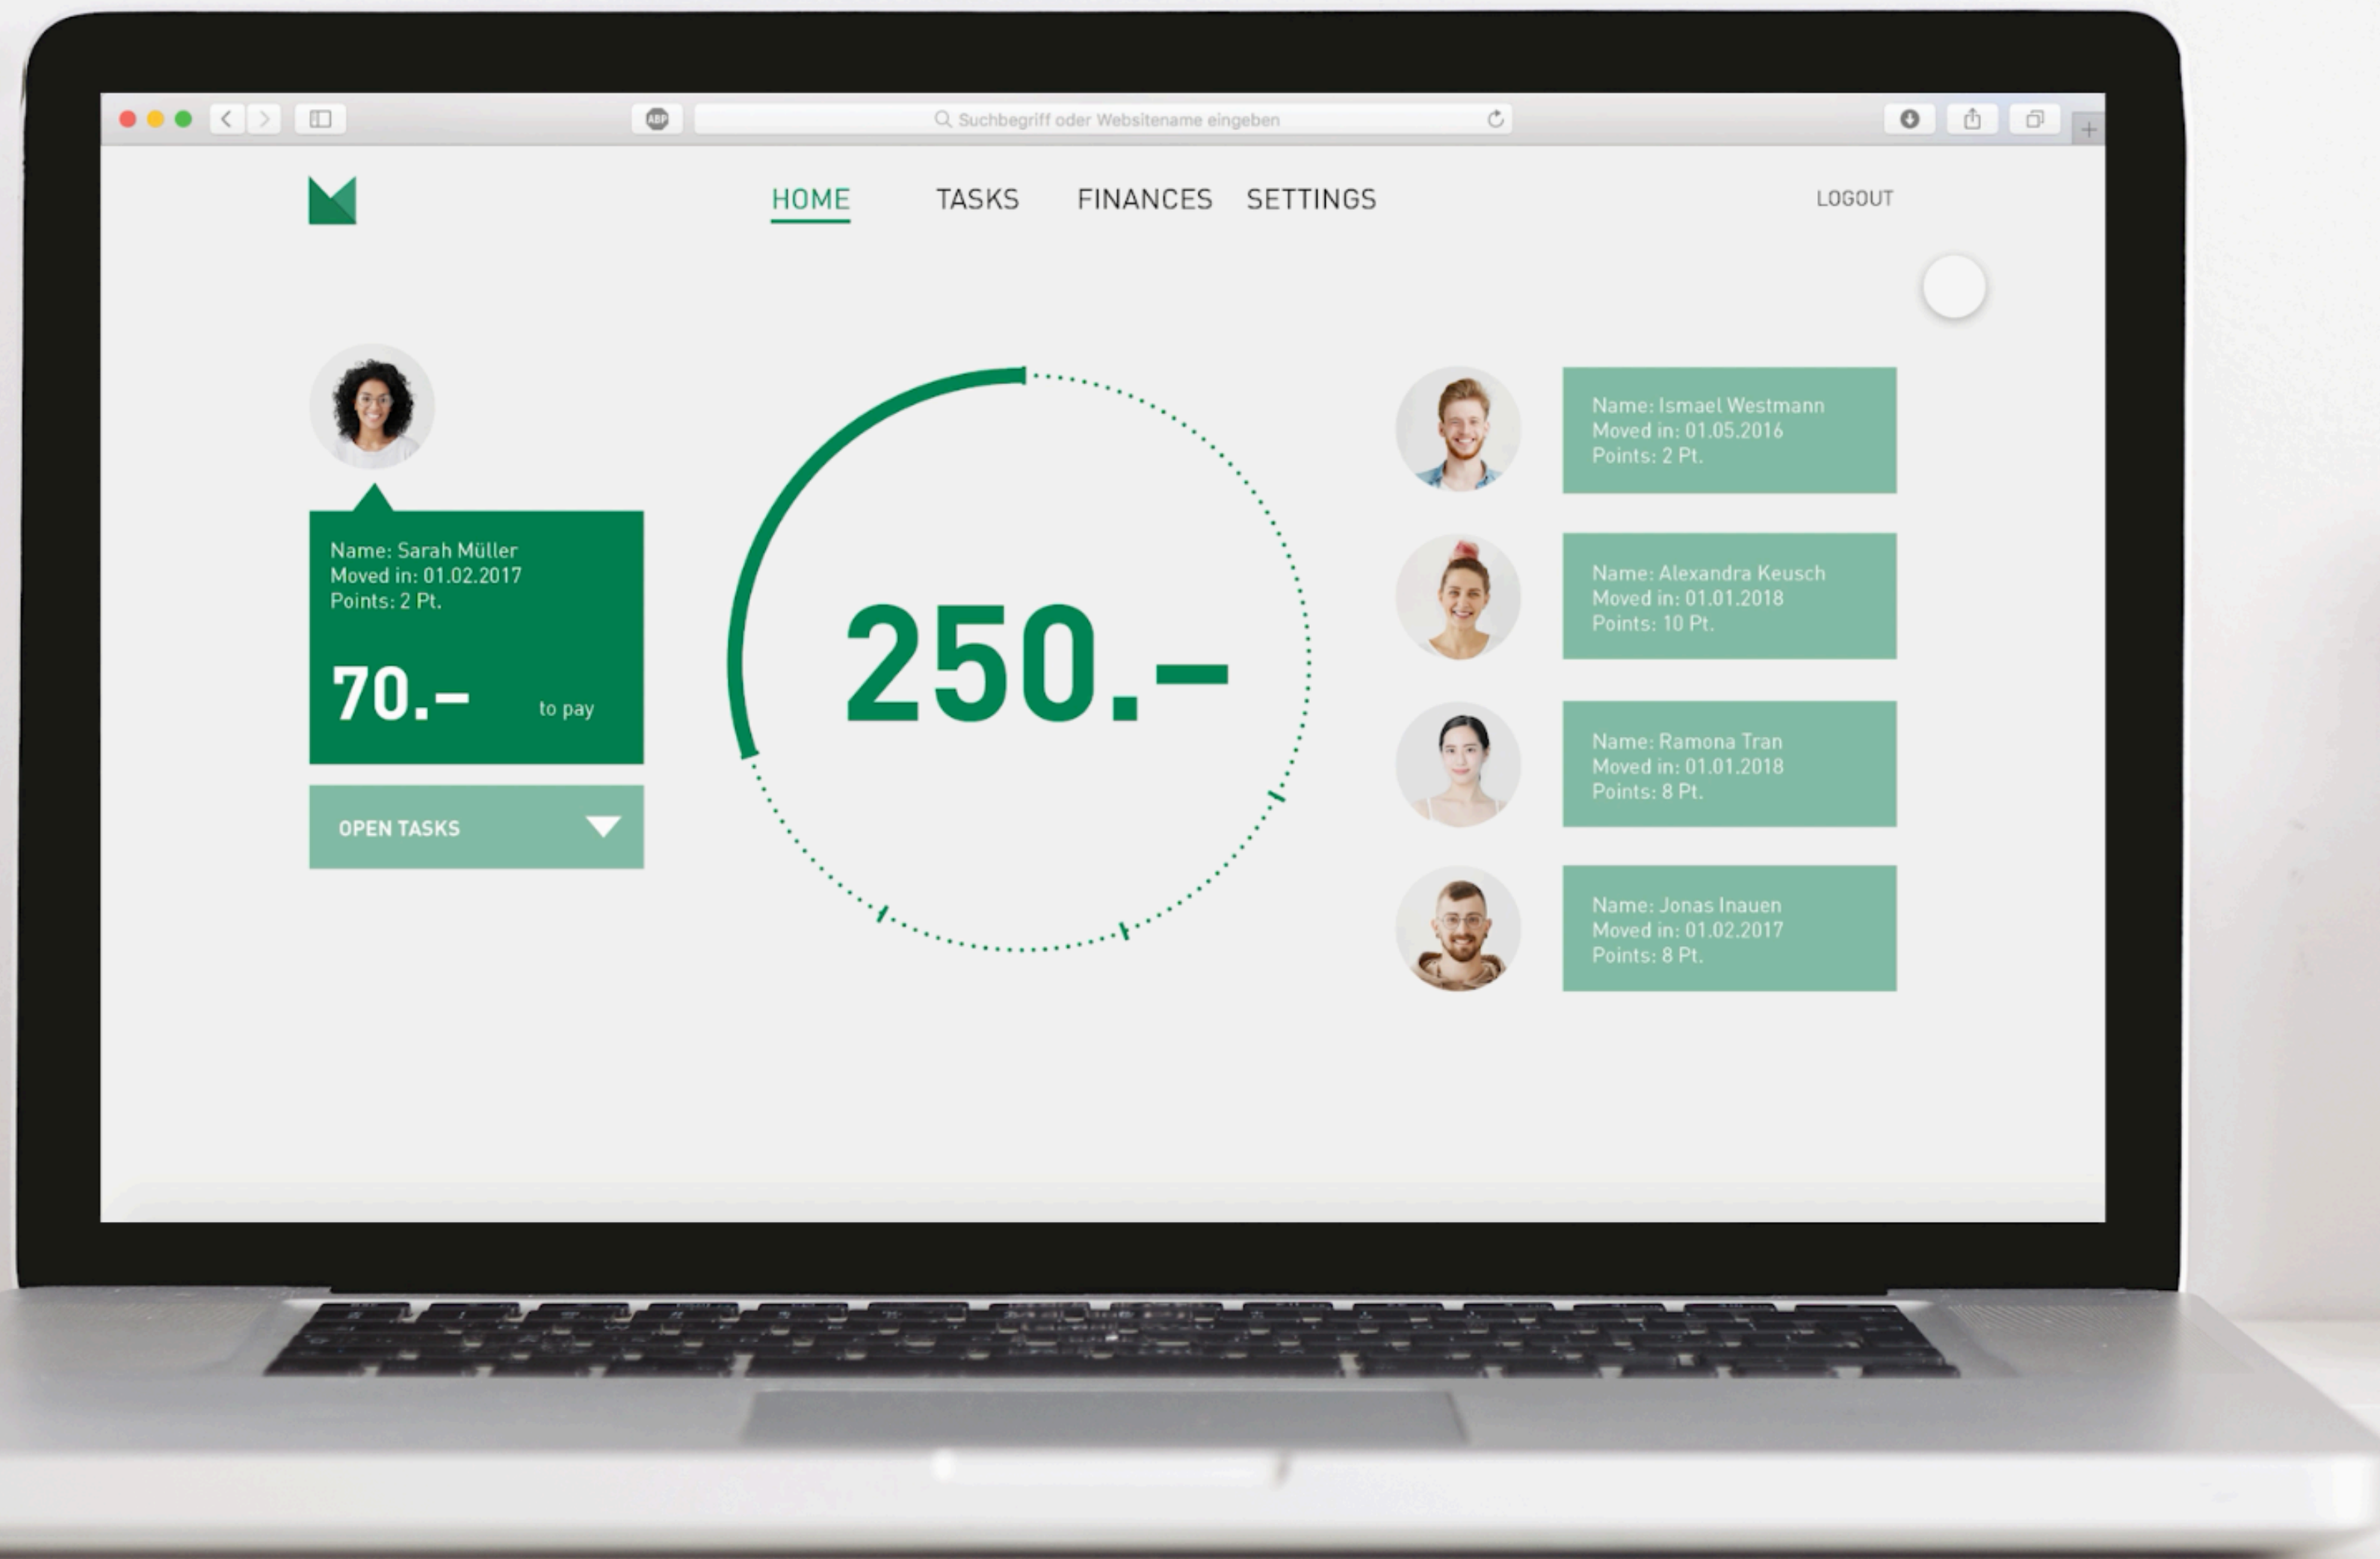 ABP
Suchbegriff oder Websitename eingeben
HOME
TASKS
FINANCES
SETTINGS
LOGOUT
Name: Sarah Müller
Moved in: 01.02.2017
Points: 2 Pt.
70.–
to pay
OPEN TASKS
250.–
Name: Ismael Westmann
Moved in: 01.05.2016
Points: 2 Pt.
Name: Alexandra Keusch
Moved in: 01.01.2018
Points: 10 Pt.
Name: Ramona Tran
Moved in: 01.01.2018
Points: 8 Pt.
Name: Jonas Inauen
Moved in: 01.02.2017
Points: 8 Pt.